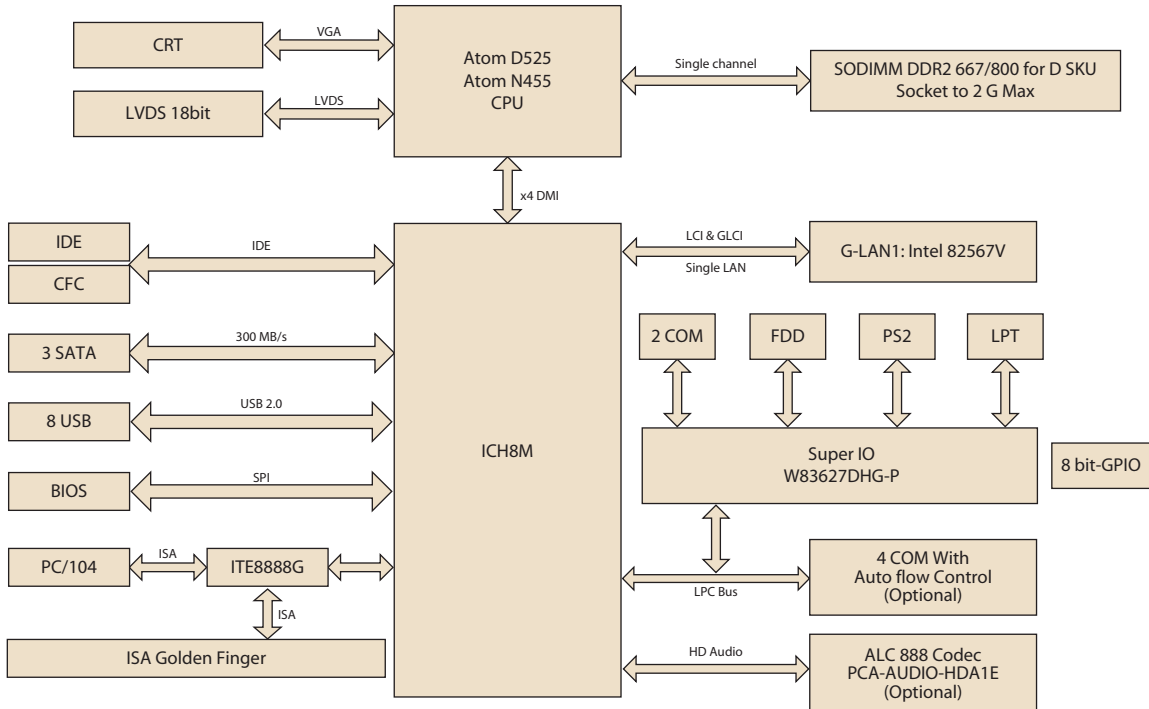 CRT
VGA
LVDS 18bit
LVDS
Atom D525
Atom N455
CPU
Single channel
SODIMM DDR2 667/800 for D SKU
Socket to 2 G Max
x4 DMI
IDE
CFC
IDE
3 SATA
300 MB/s
8 USB
USB 2.0
BIOS
SPI
PC/104
ISA
ITE8888G
ISA
ISA Golden Finger
ICH8M
LCI & GLCI
Single LAN
G-LAN1: Intel 82567V
2 COM
FDD
PS2
LPT
Super IO
W83627DHG-P
8 bit-GPIO
LPC Bus
4 COM With
Auto flow Control
(Optional)
HD Audio
ALC 888 Codec
PCA-AUDIO-HDA1E
(Optional)